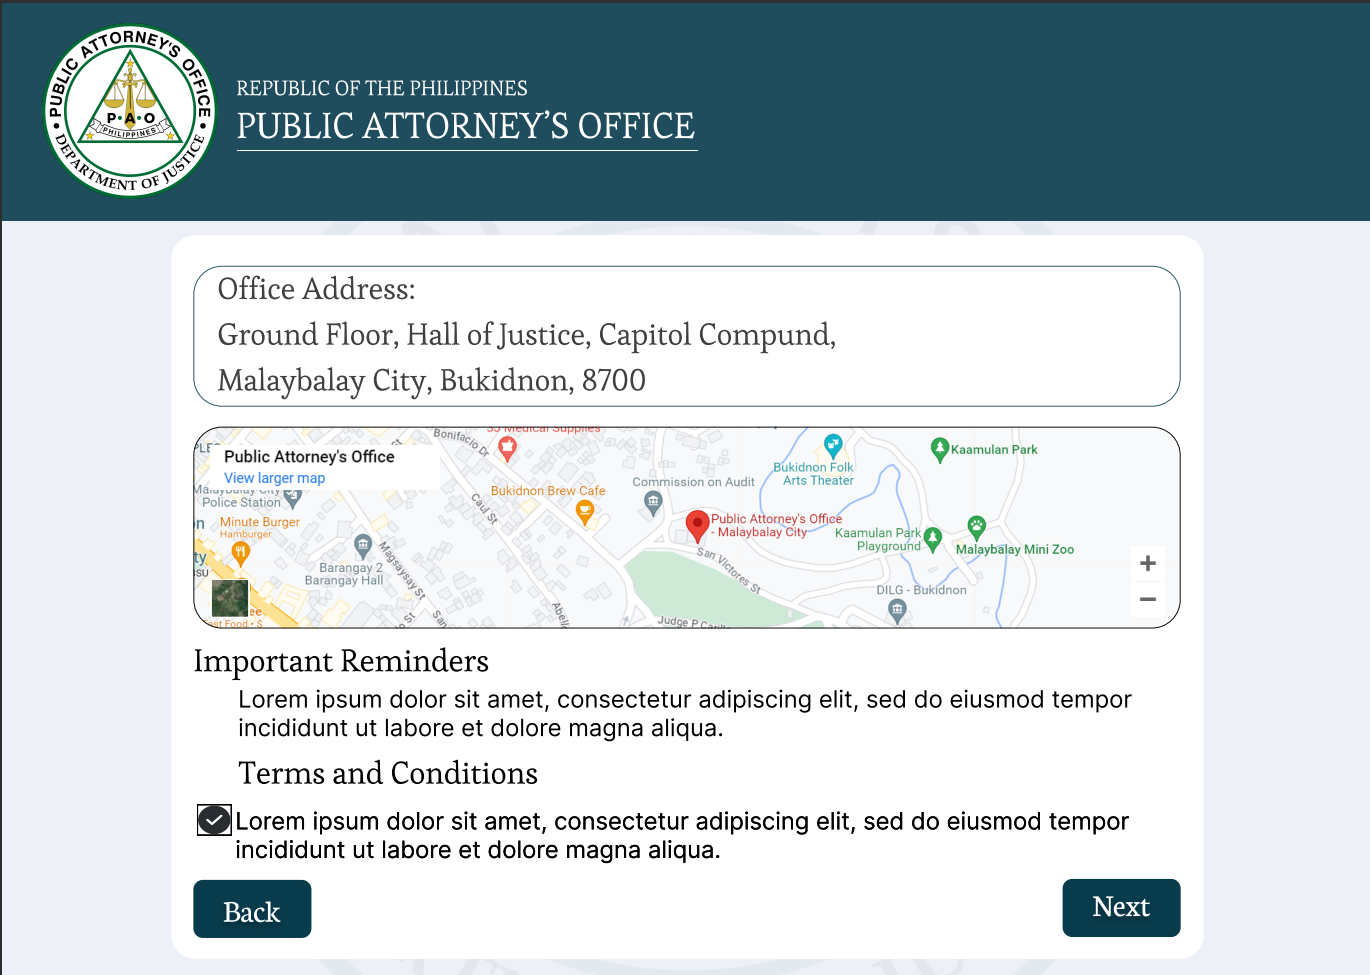 PUBLIC ATTORNEY'S OFFICE
P•A•O
PHILIPPINES
• DEPARTMENT OF JUSTICE •
REPUBLIC OF THE PHILIPPINES
PUBLIC ATTORNEY’S OFFICE
Office Address:
Ground Floor, Hall of Justice, Capitol Compund,
Malaybalay City, Bukidnon, 8700
Bonifacio Dr
Medical Supplies
Public Attorney's Office
View larger map
Kaamulan Park
Bukidnon Folk
Arts Theater
Commission on Audit
Malaybalay City
Police Station
Bukidnon Brew Cafe
Caul St
Minute Burger
Hamburger
Public Attorney's Office
- Malaybalay City
Kaamulan Park
Playground
Malaybalay Mini Zoo
Magsaysay St
San Victores St
Barangay 2
Barangay Hall
DILG - Bukidnon
+
−
Fast Food • $
Judge P
Important Reminders
Lorem ipsum dolor sit amet, consectetur adipiscing elit, sed do eiusmod tempor
incididunt ut labore et dolore magna aliqua.
Terms and Conditions
Lorem ipsum dolor sit amet, consectetur adipiscing elit, sed do eiusmod tempor
incididunt ut labore et dolore magna aliqua.
Back
Next